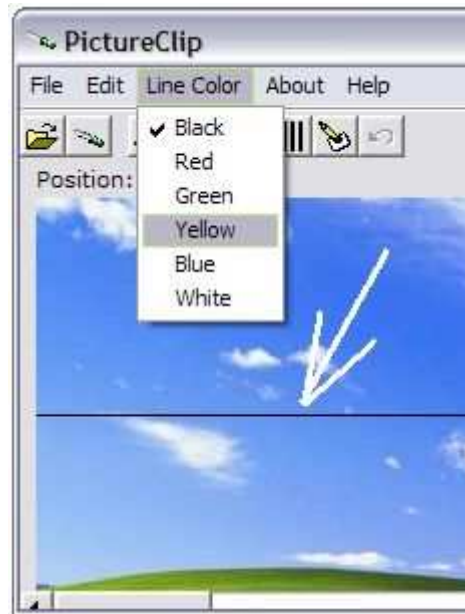 PictureClip
File Edit Line Color About Help
Black
Red
Position:
Green
Yellow
Blue
White